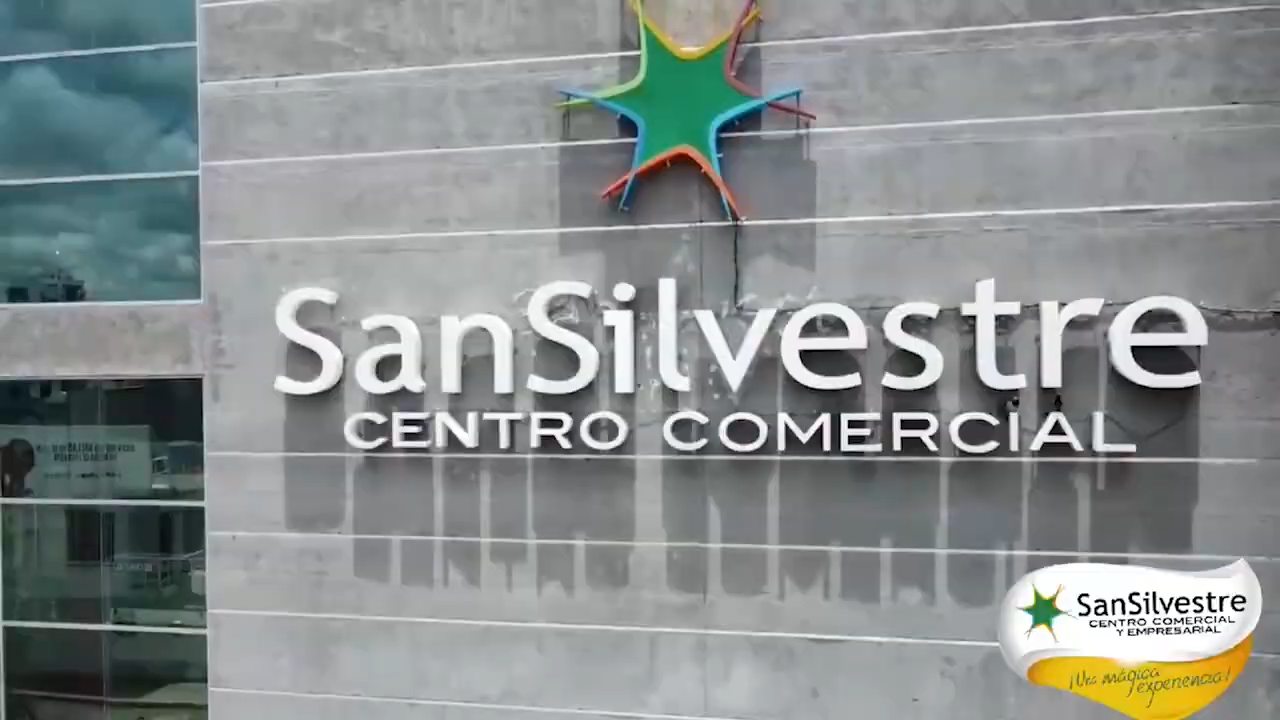 SanSilvestre
CENTRO COMERCIAL
SanSilvestre
CENTRO COMERCIAL
Y EMPRESARIAL
¡Una mágica
experiencia!